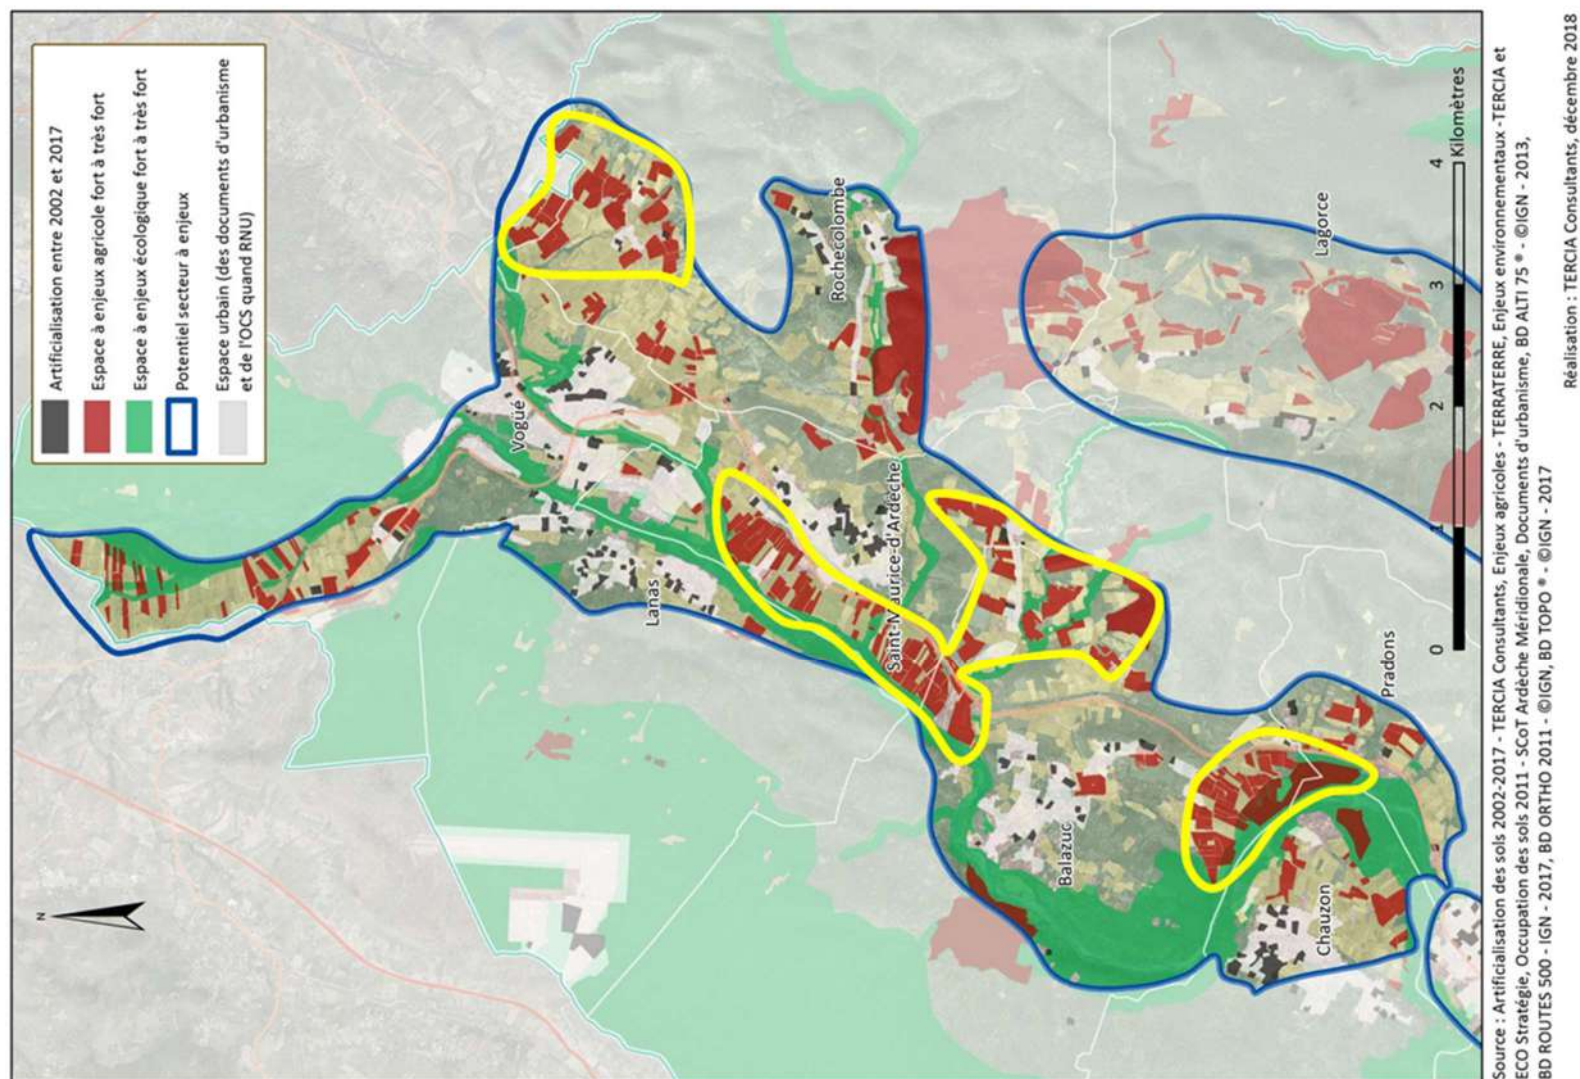 Artificialisation entre 2002 et 2017
Espace à enjeux agricole fort à très fort
Espace à enjeux écologique fort à très fort
Potentiel secteur à enjeux
Espace urbain (des documents d'urbanisme
et de l'OCS quand RNU)
N
Vogüé
Lanas
Rochecolombe
Saint-Maurice-d'Ardèche
Lagorce
Balazuc
Pradons
Chauzon
0 1 2 3 4
Kilomètres
Source : Artificialisation des sols 2002-2017 - TERCIA Consultants, Enjeux agricoles - TERRATERRE, Enjeux environnementaux -TERCIA et
ECO Stratégie, Occupation des sols 2011 - SCoT Ardèche Méridionale, Documents d'urbanisme, BD ALTI 75 ® - ©IGN - 2013,
BD ROUTES 500 - IGN - 2017, BD ORTHO 2011 - ©IGN, BD TOPO ® - ©IGN - 2017
Réalisation : TERCIA Consultants, décembre 2018